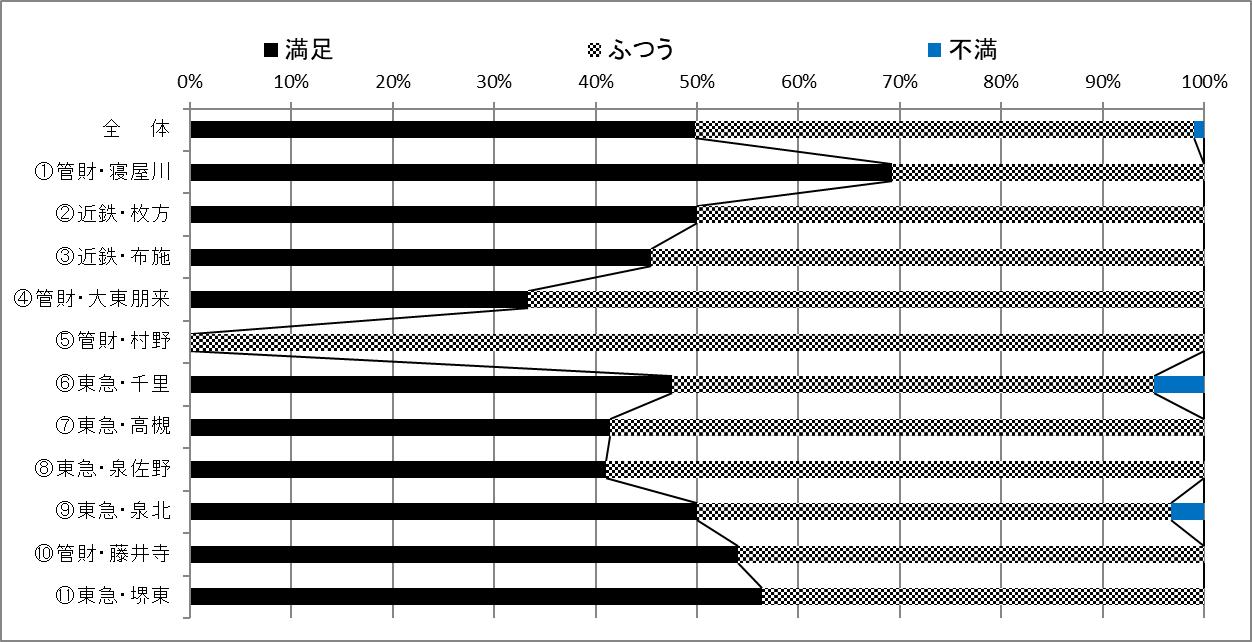 満足 ふつう 不満
0% 10% 20% 30% 40% 50% 60% 70% 80% 90% 100%
全 体
①管財・寝屋川
②近鉄・枚方
③近鉄・布施
④管財・大東朋来
⑤管財・村野
⑥東急・千里
⑦東急・高槻
⑧東急・泉佐野
⑨東急・泉北
⑩管財・藤井寺
⑪東急・堺東